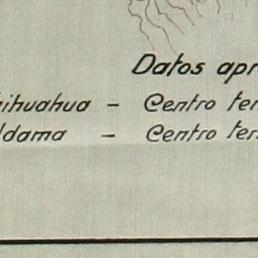 Datos apr
ihuahua - Centro ter
ldama - Centro ter